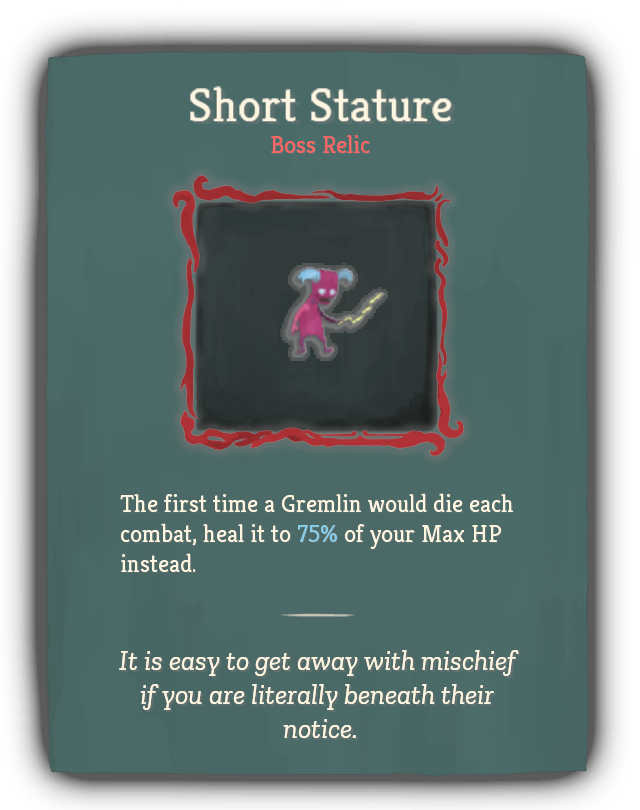 Short Stature
Boss Relic
The first time a Gremlin would die each
combat, heal it to 75% of your Max HP
instead.
It is easy to get away with mischief
if you are literally beneath their
notice.